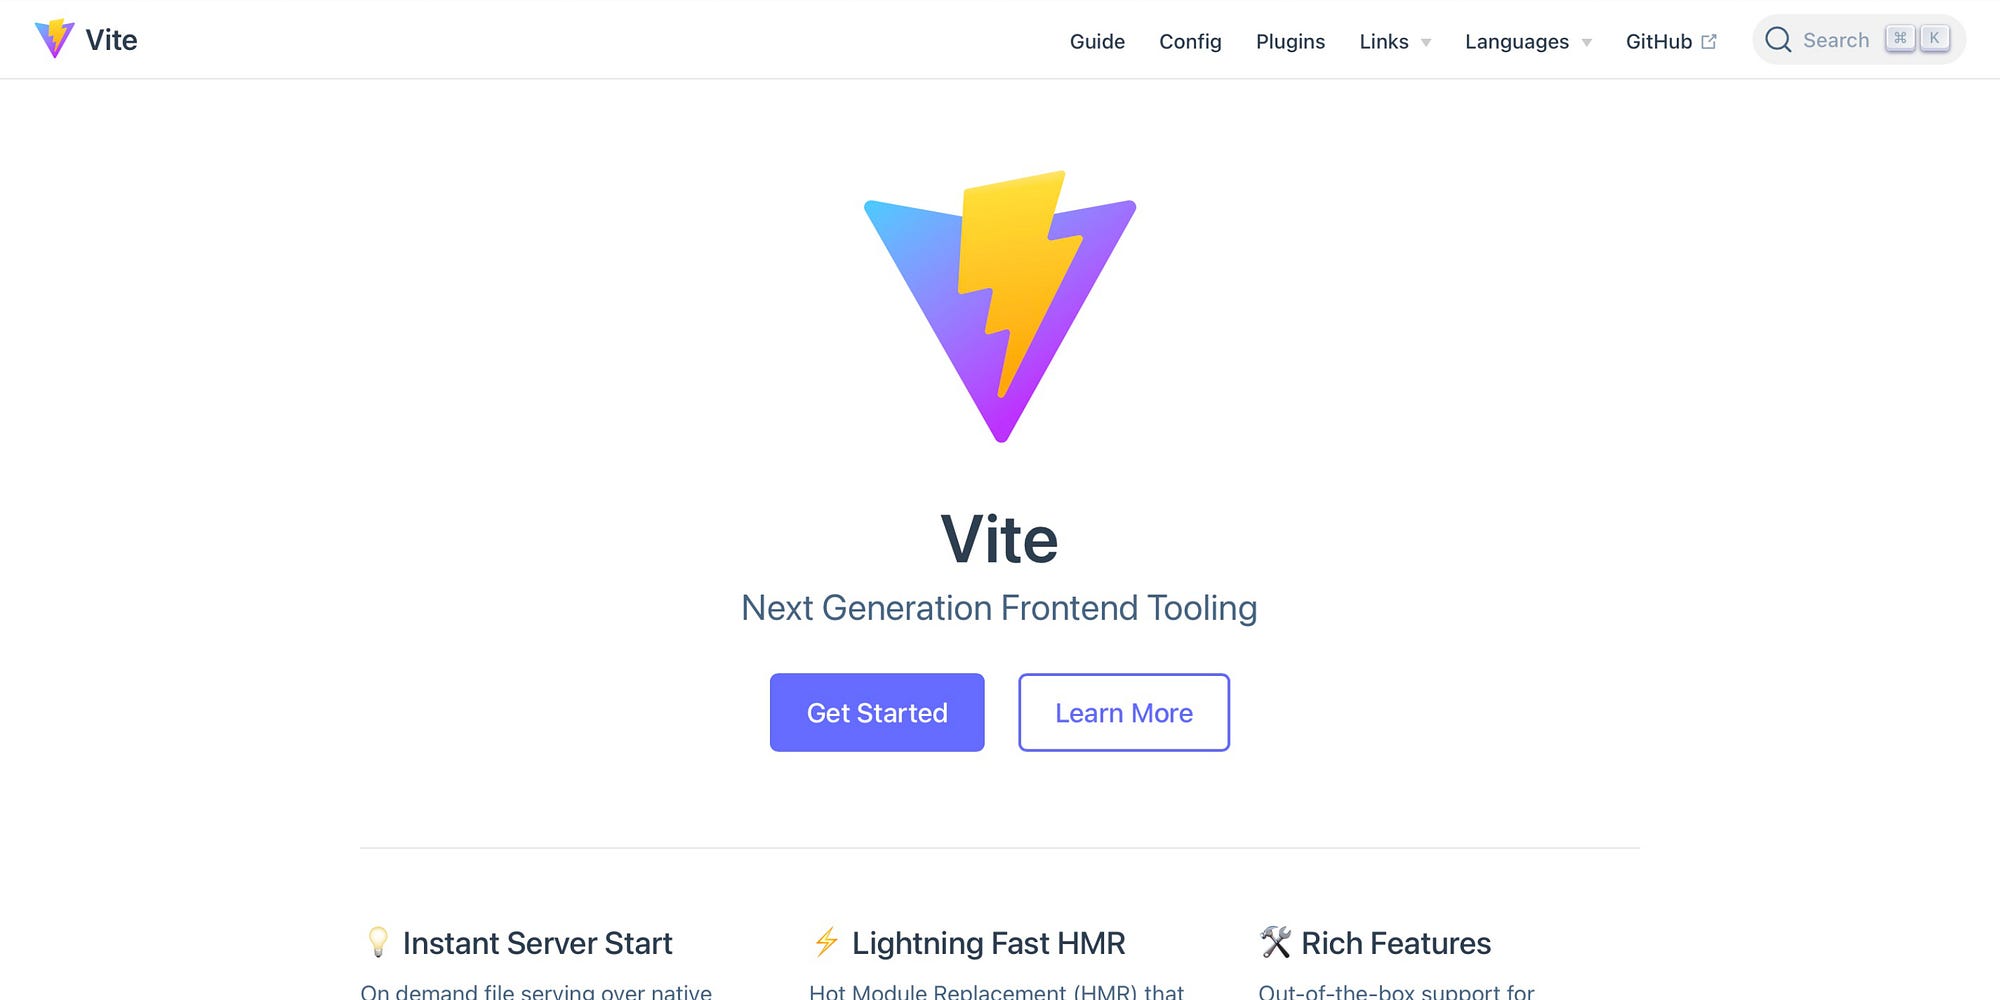 Vite
Guide Config Plugins Links Languages GitHub Search ⌘ K
Vite
Next Generation Frontend Tooling
Get Started Learn More
💡 Instant Server Start ⚡ Lightning Fast HMR 🛠️ Rich Features
On demand file serving over native Hot Module Replacement (HMR) that Out-of-the-box support for